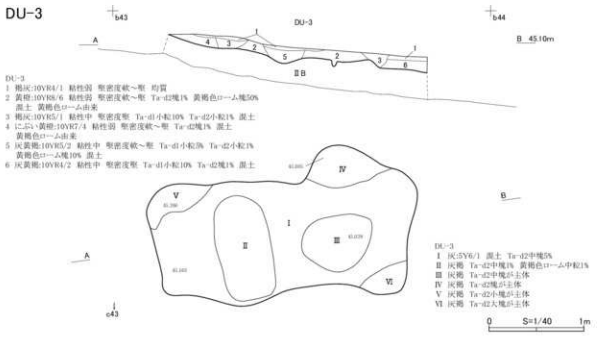 DU-3
b43
DU-3
b44
A
B 45.10m
1
4
3
2
1
5
2
3
6
1
ⅡB
DU-3
1 褐灰:10YR4/1 粘性弱 堅密度軟～堅 均質
2 黄橙:10YR8/6 粘性弱 堅密度軟～堅 Ta-d2塊1% 黄褐色ローム塊50%
混土 黄褐色ローム由来
3 褐灰:10YR5/1 粘性中 堅密度堅 Ta-d1小粒10% Ta-d2小粒1% 混土
4 にぶい黄橙:10YR7/4 粘性弱 堅密度軟～堅 Ta-d2塊1% 混土
黄褐色ローム由来
5 灰黄褐:10YR5/2 粘性中 堅密度軟～堅 Ta-d1小粒5% Ta-d2小粒1%
黄褐色ローム塊10% 混土
6 灰黄褐:10YR4/2 粘性中 堅密度堅 Ta-d1小粒10% Ta-d2塊1% 混土
Ⅳ
Ⅴ
B
Ⅰ
Ⅱ
Ⅲ
A
Ⅵ
c43
DU-3
Ⅰ 灰:5Y6/1 混土 Ta-d2中塊5%
Ⅱ 灰褐 Ta-d2中塊1% 黄褐色ローム中粒1%
Ⅲ 灰褐 Ta-d2中塊が主体
Ⅳ 灰褐 Ta-d2塊が主体
Ⅴ 灰褐 Ta-d2小塊が主体
Ⅵ 灰褐 Ta-d2大塊が主体
0 S=1/40 1m